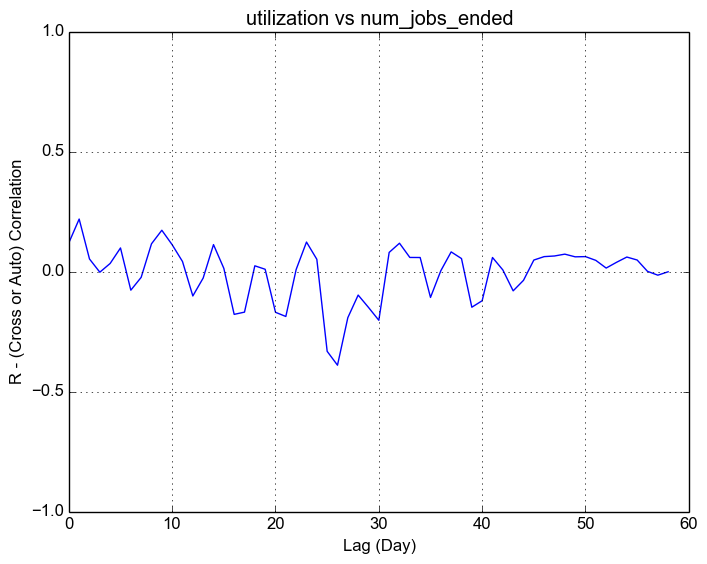 utilization vs num_jobs_ended
1.0
0.5
0.0
−0.5
−1.0
R - (Cross or Auto) Correlation
0 10 20 30 40 50 60
Lag (Day)